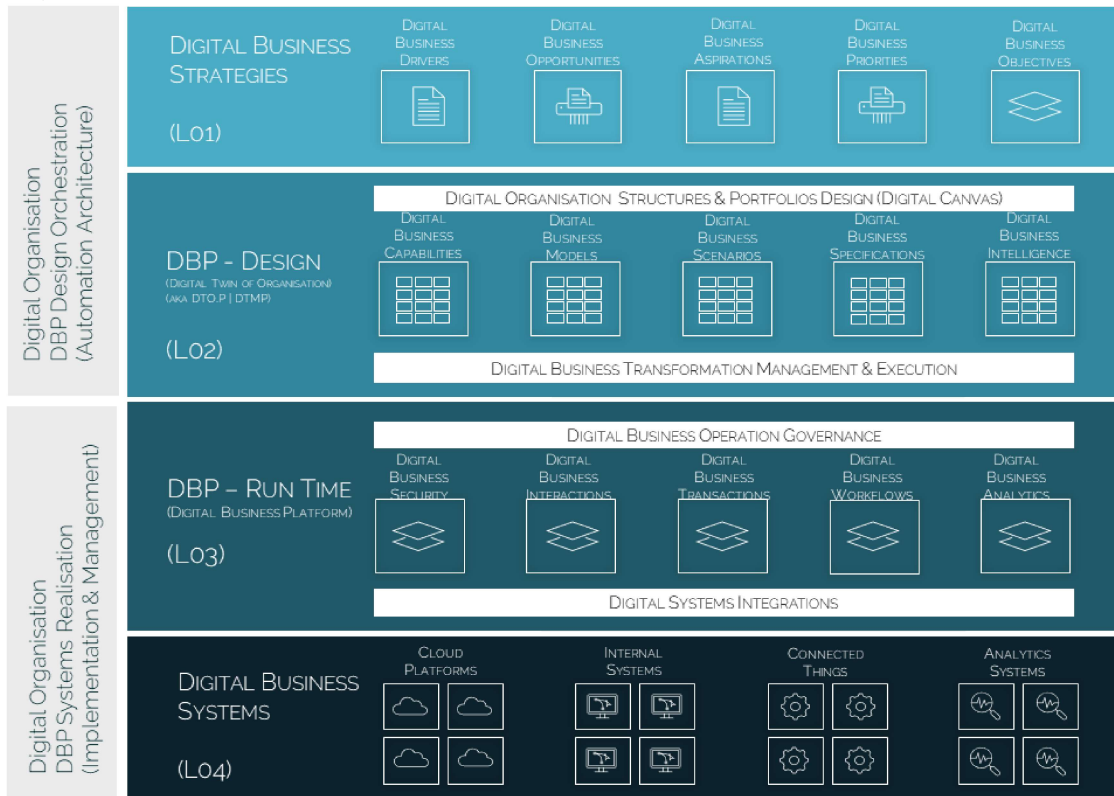 Digital Organisation
DBP Design Orchestration
(Automation Architecture)
Digital Business
Strategies
(L01)
Digital
Business
Drivers
Digital
Business
Opportunities
Digital
Business
Aspirations
Digital
Business
Priorities
Digital
Business
Objectives
DBP - Design
(Digital Twin of Organisation)
(aka DTO.P | DTMP)
(L02)
Digital Organisation Structures & Portfolios Design (Digital Canvas)
Digital
Business
Capabilities
Digital
Business
Models
Digital
Business
Scenarios
Digital
Business
Specifications
Digital
Business
Intelligence
Digital Business Transformation Management & Execution
Digital Organisation
DBP Systems Realisation
(Implementation & Management)
DBP – Run Time
(Digital Business Platform)
(L03)
Digital Business Operation Governance
Digital
Business
Security
Digital
Business
Interactions
Digital
Business
Transactions
Digital
Business
Workflows
Digital
Business
Analytics
Digital Systems Integrations
Digital Business
Systems
(L04)
Cloud
Platforms
Internal
Systems
Connected
Things
Analytics
Systems